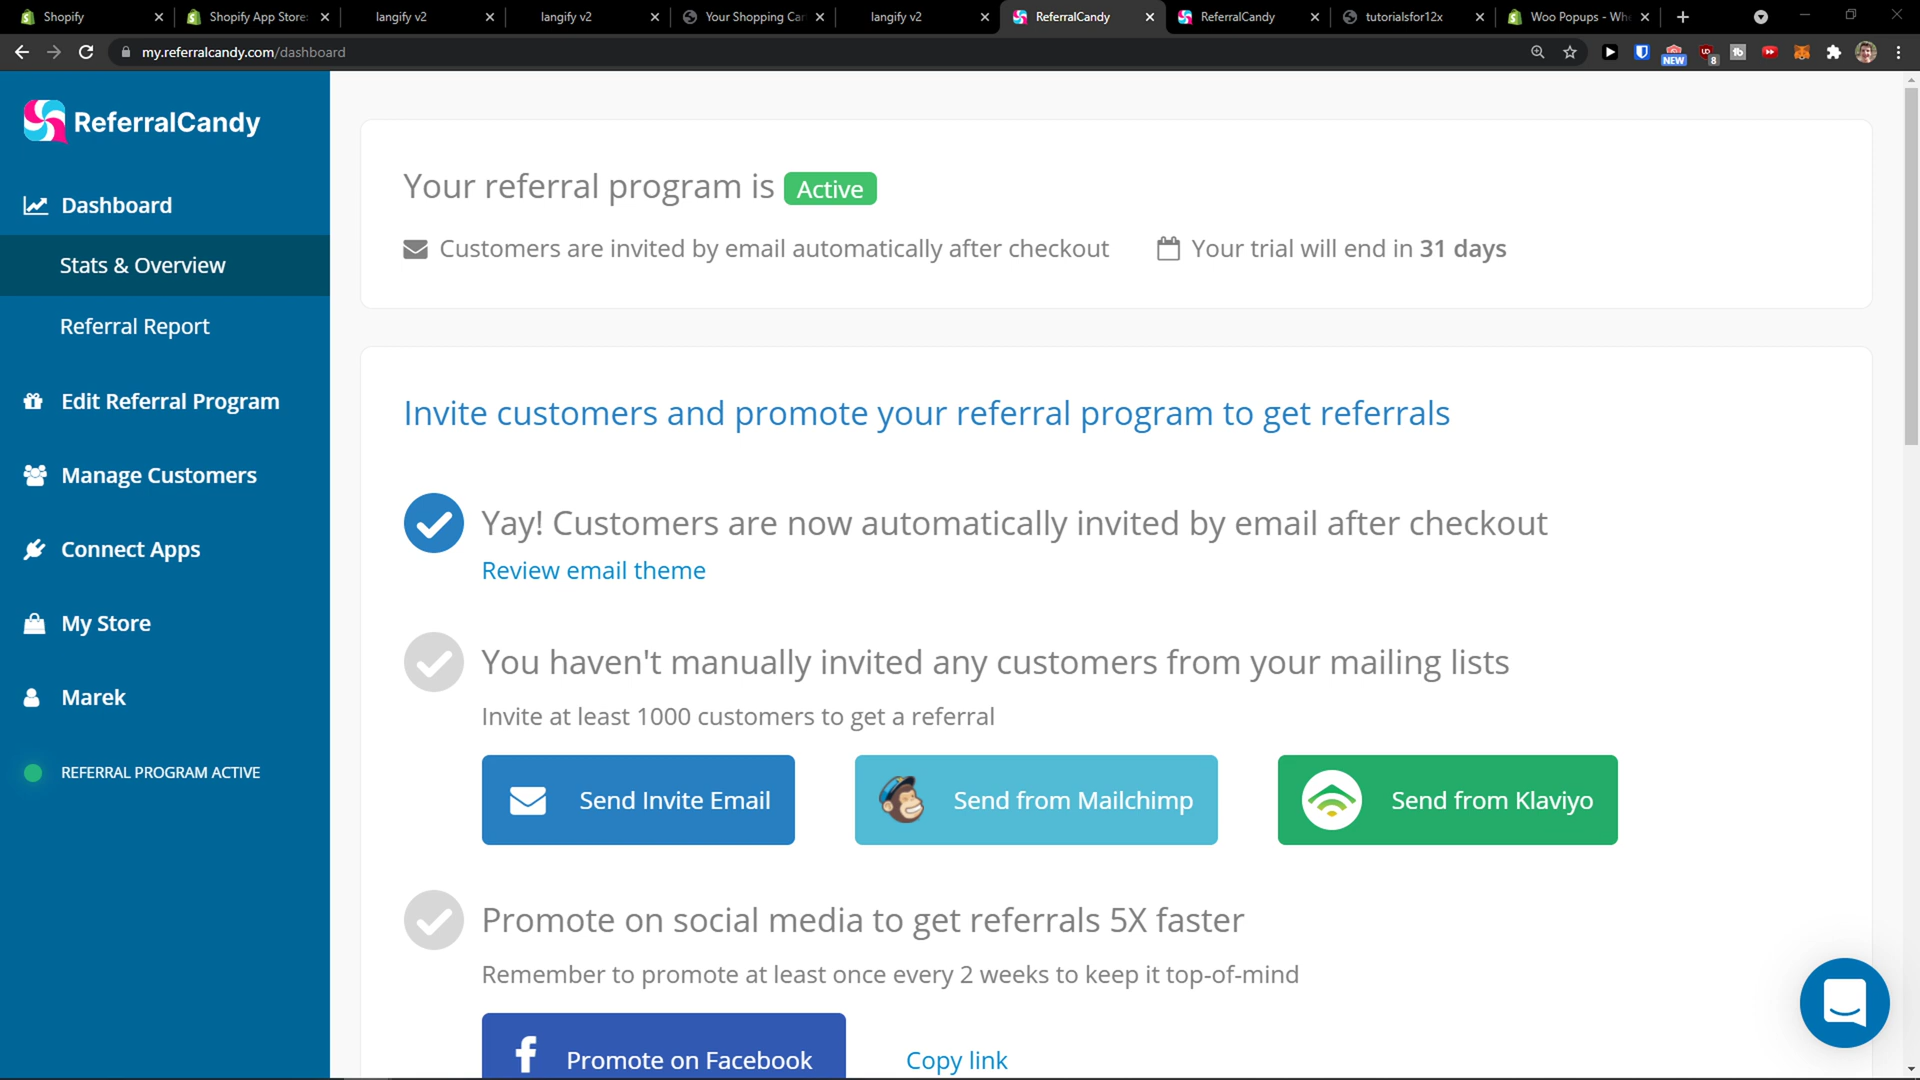 Shopify
Shopify App Store:
langify v2
langify v2
Your Shopping Car
langify v2
ReferralCandy
ReferralCandy
tutorialsfor12x
Woo Popups - Whe
my.referralcandy.com/dashboard
NEW
8
ReferralCandy
Dashboard
Stats & Overview
Referral Report
Edit Referral Program
Manage Customers
Connect Apps
My Store
Marek
REFERRAL PROGRAM ACTIVE
Your referral program is Active
Customers are invited by email automatically after checkout
Your trial will end in 31 days
Invite customers and promote your referral program to get referrals
Yay! Customers are now automatically invited by email after checkout
Review email theme
You haven't manually invited any customers from your mailing lists
Invite at least 1000 customers to get a referral
Send Invite Email
Send from Mailchimp
Send from Klaviyo
Promote on social media to get referrals 5X faster
Remember to promote at least once every 2 weeks to keep it top-of-mind
Promote on Facebook
Copy link